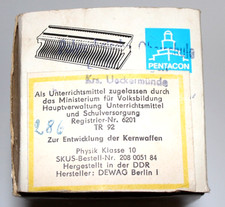 PENTACON
Krs. Ueckermünde
Als Unterrichtsmittel zugelassen durch
das Ministerium für Volksbildung
Hauptverwaltung Unterrichtsmittel
und Schulversorgung
Registrier-Nr. 6201
TR 92
286
Zur Entwicklung der Kernwaffen
Physik Klasse 10
SKUS-Bestell-Nr. 208 0051 84
Hergestellt in der DDR
Hersteller: DEWAG Berlin I